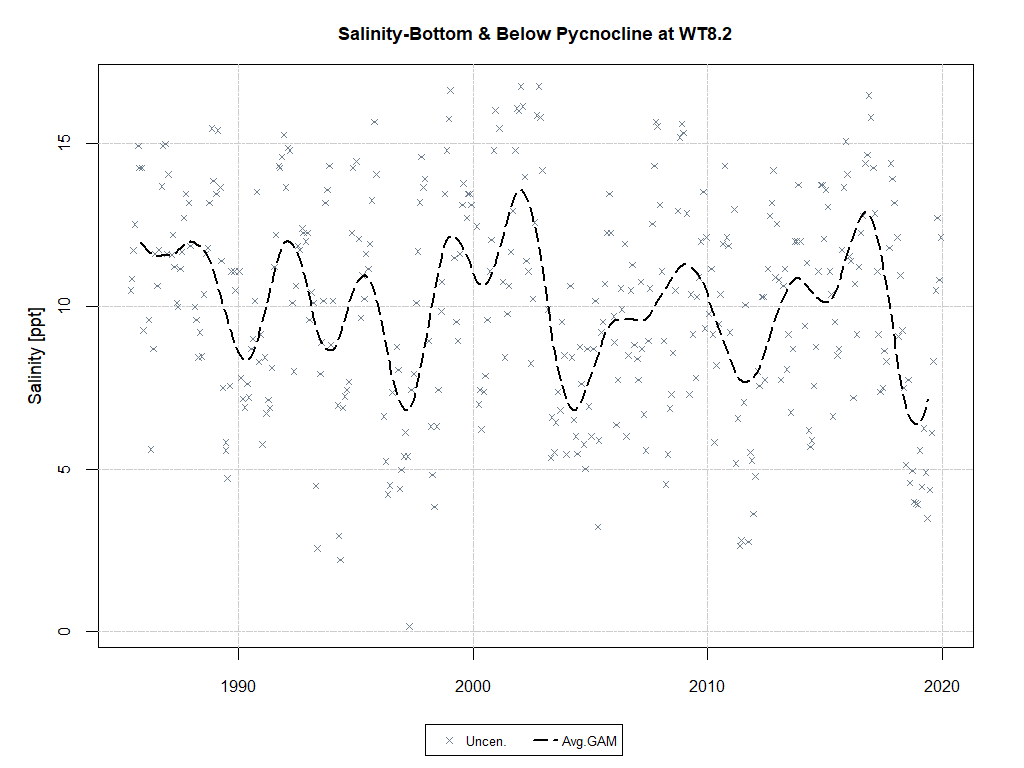 Salinity-Bottom & Below Pycnocline at WT8.2
Salinity [ppt]
15
10
5
0
1990 2000 2010 2020
Uncen. Avg.GAM